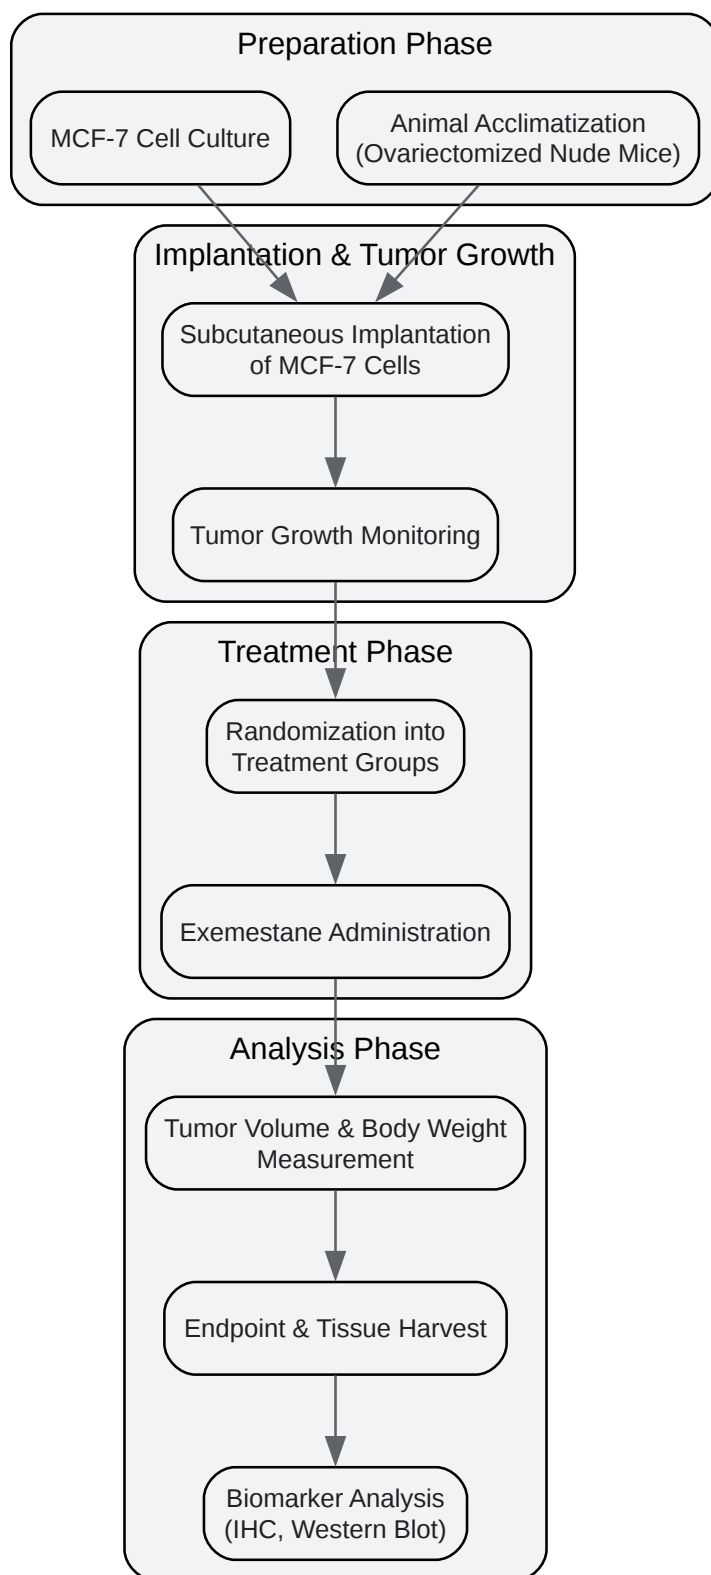 Preparation Phase
MCF-7 Cell Culture
Animal Acclimatization
(Ovariectomized Nude Mice)
Implantation & Tumor Growth
Subcutaneous Implantation
of MCF-7 Cells
Tumor Growth Monitoring
Treatment Phase
Randomization into
Treatment Groups
Exemestane Administration
Analysis Phase
Tumor Volume & Body Weight
Measurement
Endpoint & Tissue Harvest
Biomarker Analysis
(IHC, Western Blot)